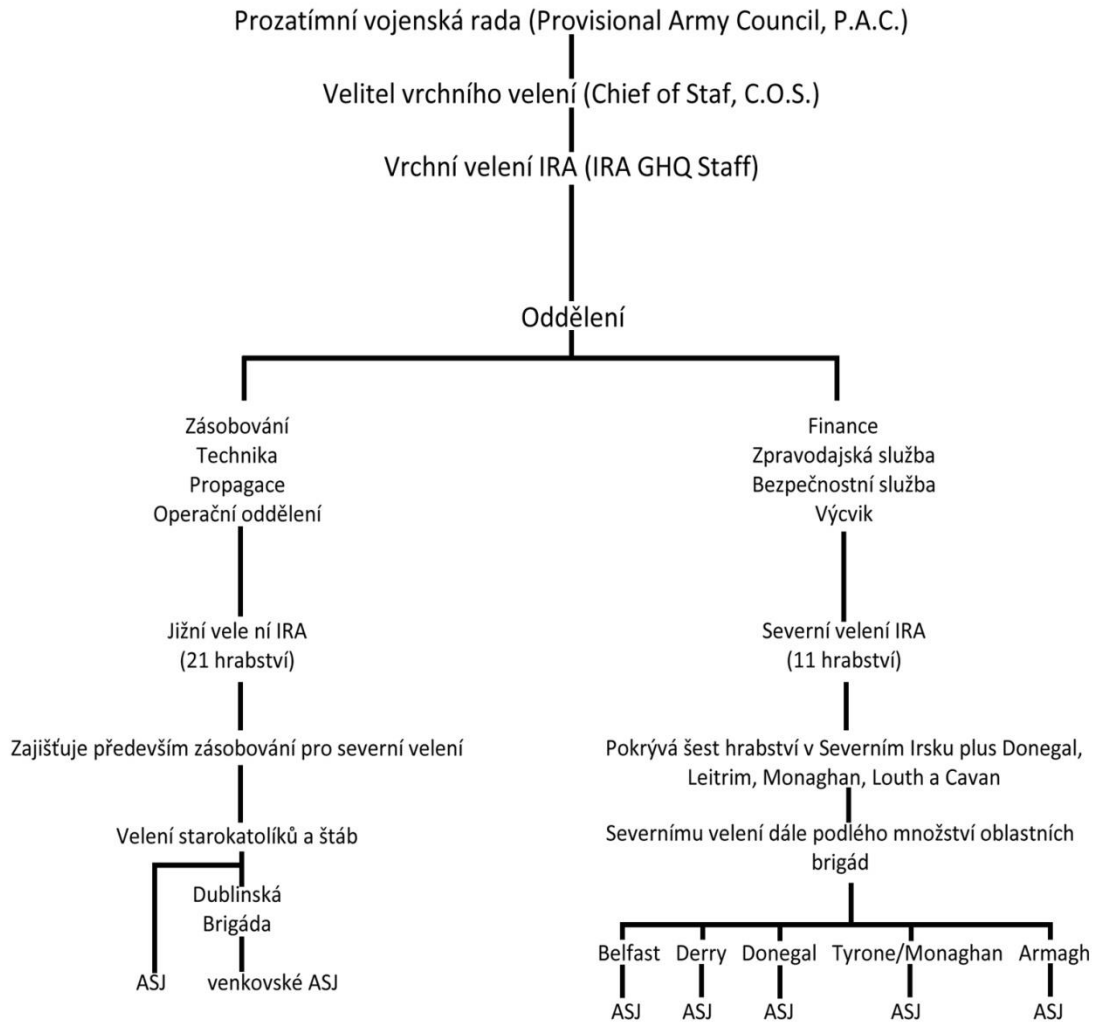 Prozatímní vojenská rada (Provisional Army Council, P.A.C.)
Velitel vrchního velení (Chief of Staf, C.O.S.)
Vrchní velení IRA (IRA GHQ Staff)
Oddělení
Zásobování
Technika
Propagace
Operační oddělení
Finance
Zpravodajská služba
Bezpečnostní služba
Výcvik
Jižní vele ní IRA
(21 hrabství)
Severní velení IRA
(11 hrabství)
Zajišťuje především zásobování pro severní velení
Pokrývá šest hrabství v Severním Irsku plus Donegal,
Leitrim, Monaghan, Louth a Cavan
Velení starokatolíků a štáb
Severnímu velení dále podlého množství oblastních
brigád
Dublinská
Brigáda
ASJ
venkovské ASJ
Belfast
Derry
Donegal
Tyrone/Monaghan
Armagh
ASJ
ASJ
ASJ
ASJ
ASJ